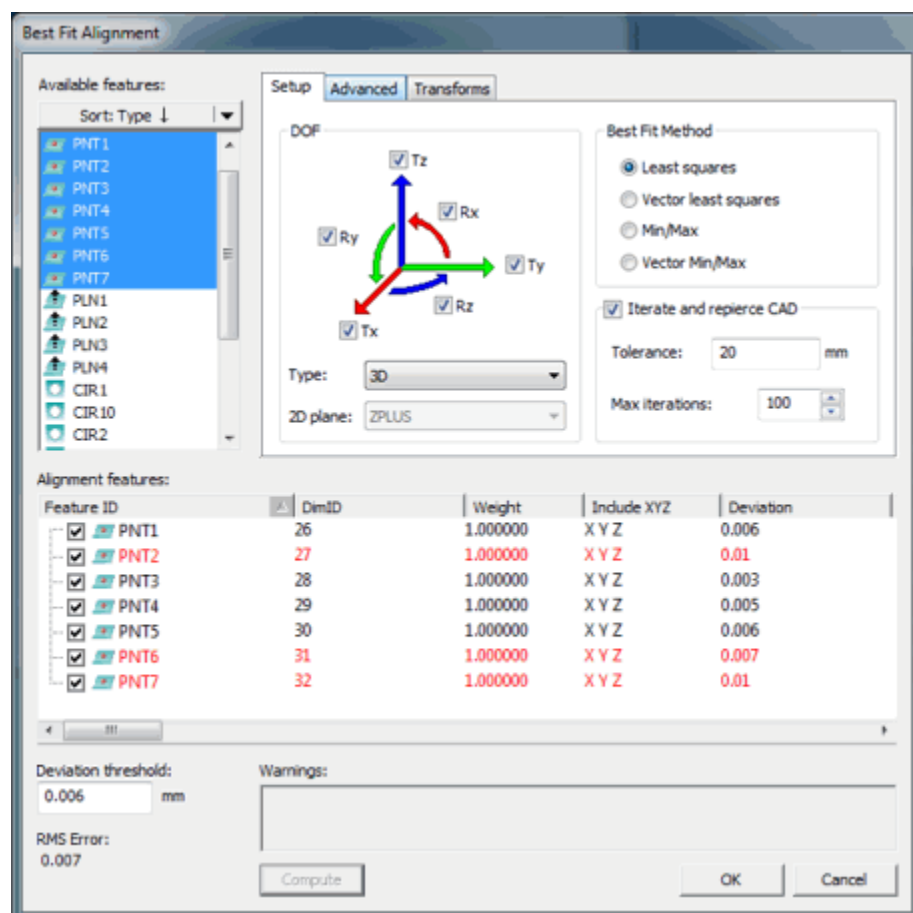 Best Fit Alignment
Available features:
Sort: Type ↓
PNT1
PNT2
PNT3
PNT4
PNT5
PNT6
PNT7
PLN1
PLN2
PLN3
PLN4
CIR1
CIR10
CIR2
Setup Advanced Transforms
DOF
Tz
Rx
Ry
Ty
Rz
Tx
Type: 3D
2D plane: ZPLUS
Best Fit Method
Least squares
Vector least squares
Min/Max
Vector Min/Max
Iterate and repierce CAD
Tolerance: 20 mm
Max iterations: 100
Alignment features:
Feature ID DimID Weight Include XYZ Deviation
PNT1 26 1.000000 X Y Z 0.006
PNT2 27 1.000000 X Y Z 0.01
PNT3 28 1.000000 X Y Z 0.003
PNT4 29 1.000000 X Y Z 0.005
PNT5 30 1.000000 X Y Z 0.006
PNT6 31 1.000000 X Y Z 0.007
PNT7 32 1.000000 X Y Z 0.01
Deviation threshold:
0.006 mm
RMS Error:
0.007
Warnings:
Compute OK Cancel